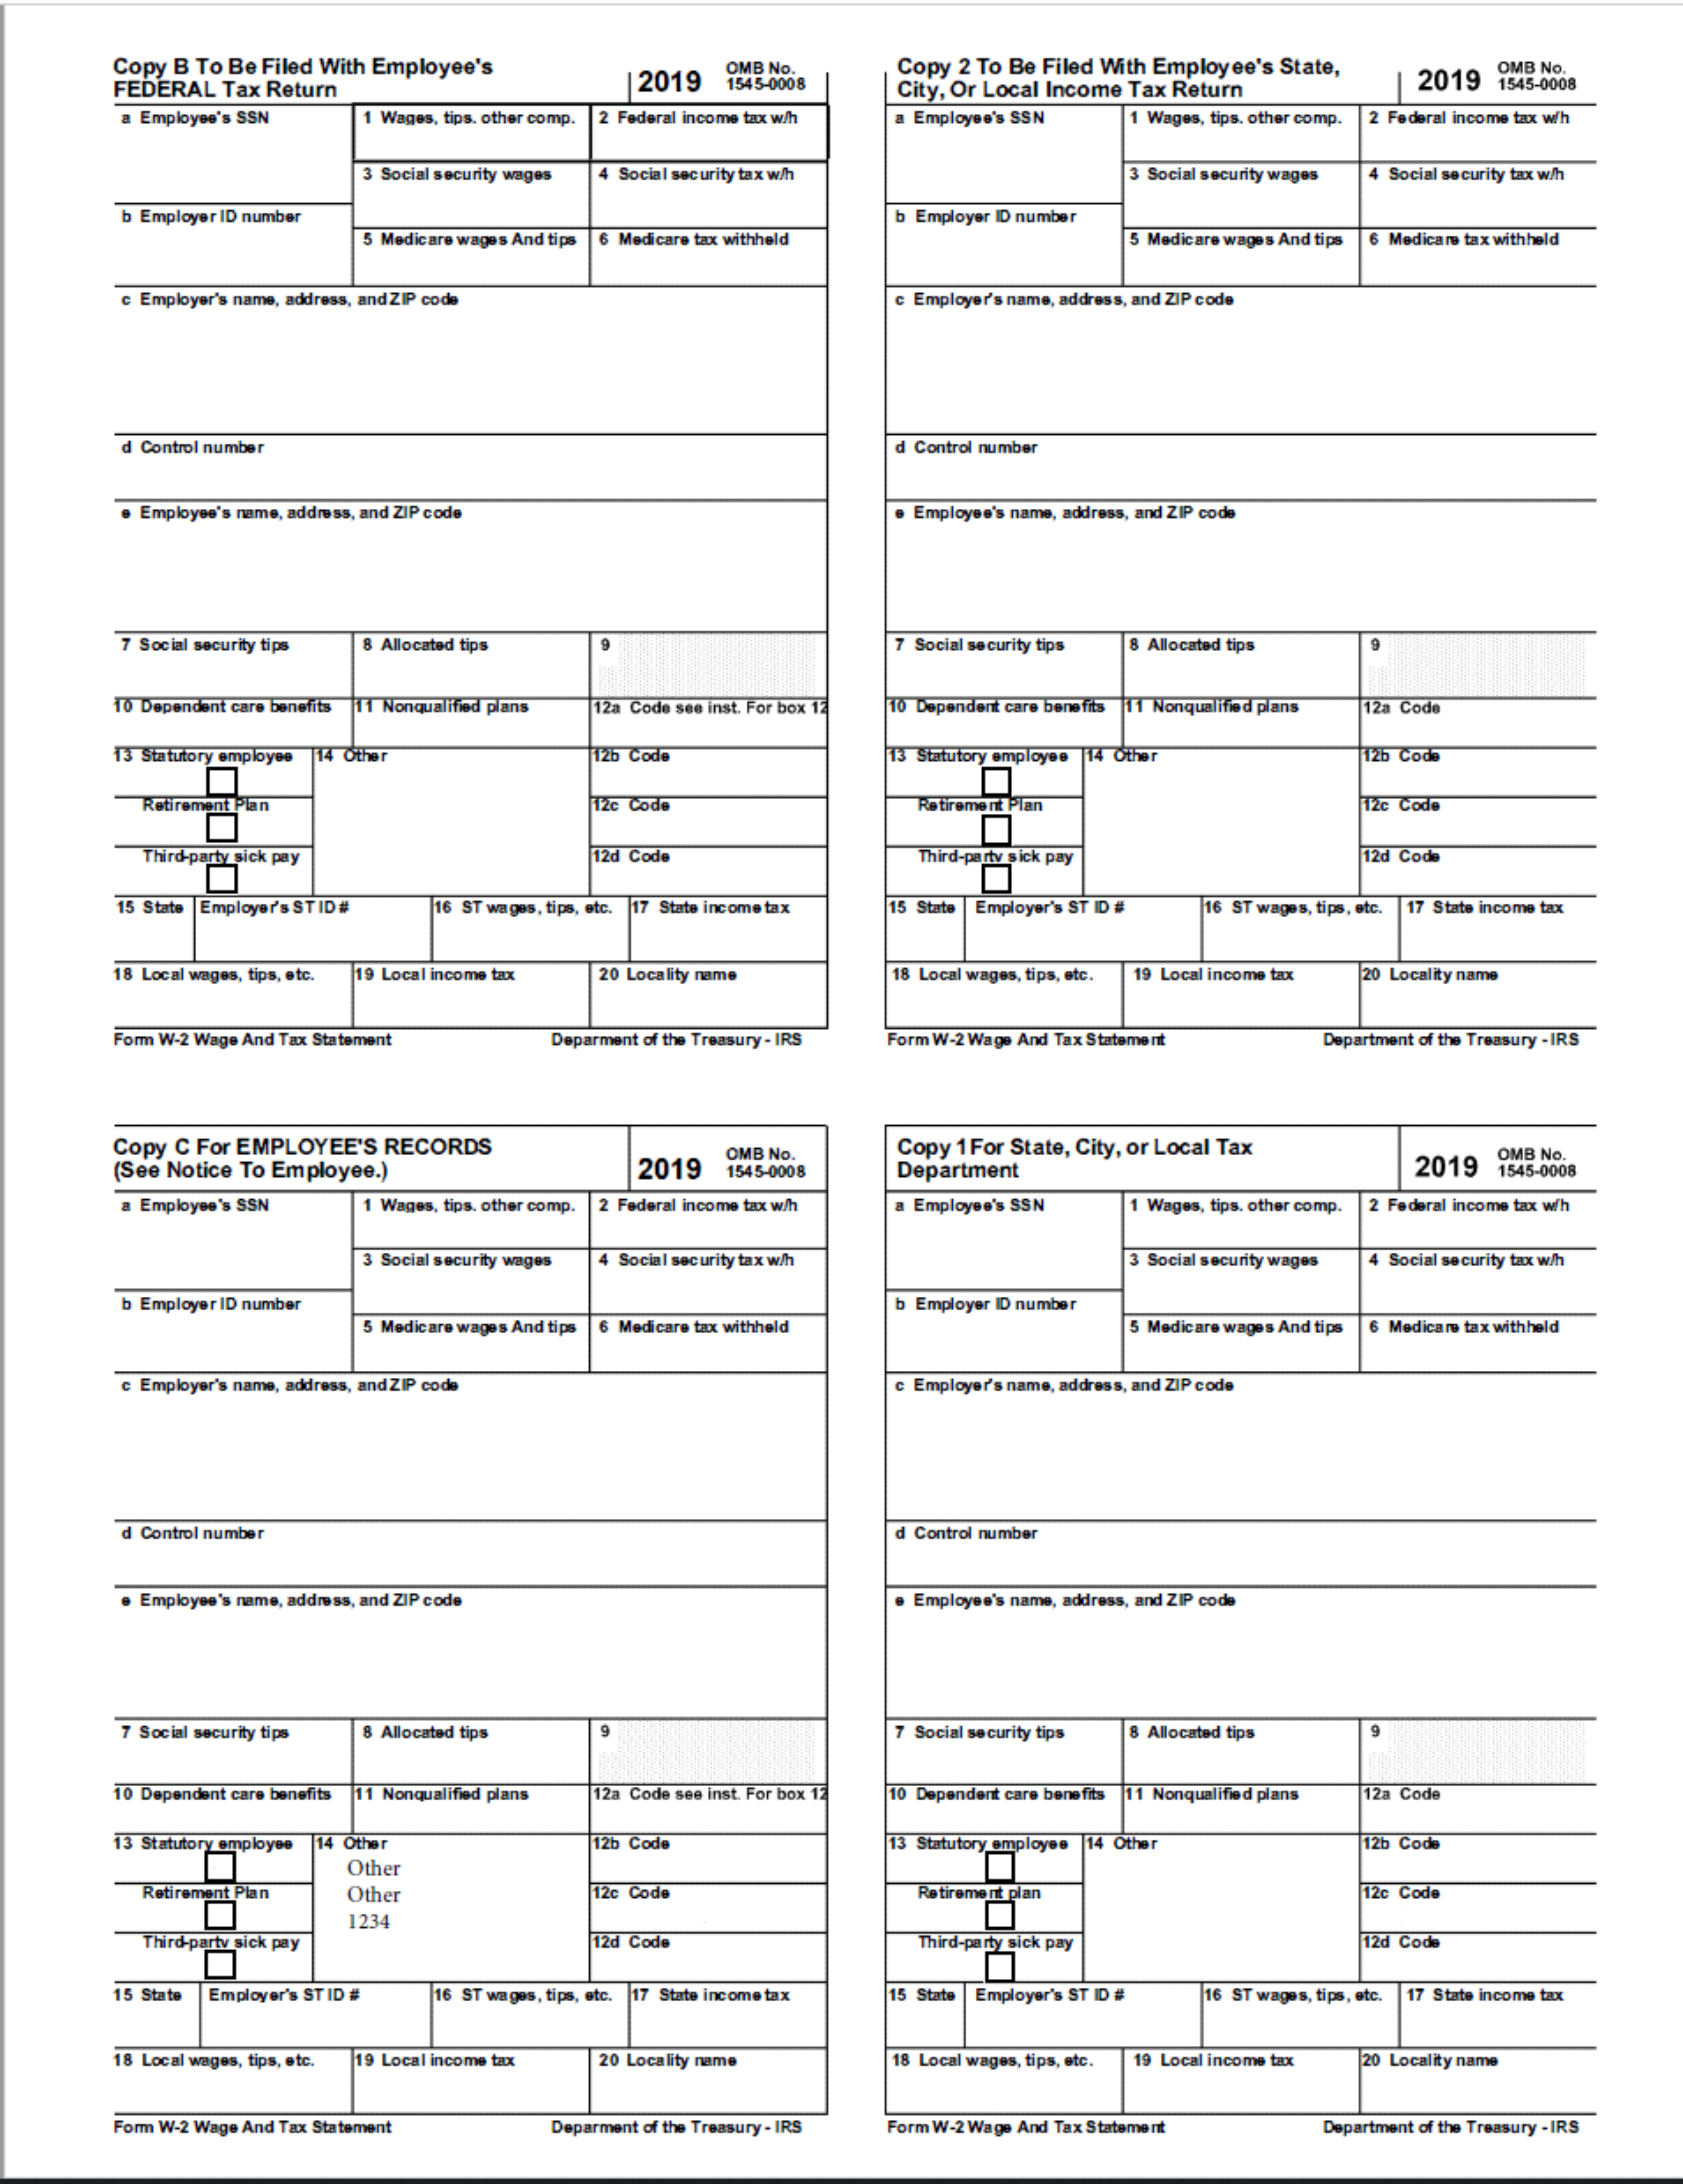 Copy B To Be Filed With Employee's
FEDERAL Tax Return
2019
OMB No.
1545-0008
a Employee's SSN
1 Wages, tips. other comp.
2 Federal income tax w/h
3 Social security wages
4 Social security tax w/h
b Employer ID number
5 Medicare wages And tips
6 Medicare tax withheld
c Employer's name, address, and ZIP code
d Control number
e Employee's name, address, and ZIP code
7 Social security tips
8 Allocated tips
9
10 Dependent care benefits
11 Nonqualified plans
12a Code see inst. For box 12
13 Statutory employee
14 Other
12b Code
Retirement Plan
12c Code
Third-party sick pay
12d Code
15 State
Employer's ST ID #
16 ST wages, tips, etc.
17 State income tax
18 Local wages, tips, etc.
19 Local income tax
20 Locality name
Form W-2 Wage And Tax Statement
Deparment of the Treasury - IRS
Copy 2 To Be Filed With Employee's State,
City, Or Local Income Tax Return
2019
OMB No.
1545-0008
a Employee's SSN
1 Wages, tips. other comp.
2 Federal income tax w/h
3 Social security wages
4 Social security tax w/h
b Employer ID number
5 Medicare wages And tips
6 Medicare tax withheld
c Employer's name, address, and ZIP code
d Control number
e Employee's name, address, and ZIP code
7 Social security tips
8 Allocated tips
9
10 Dependent care benefits
11 Nonqualified plans
12a Code
13 Statutory employee
14 Other
12b Code
Retirement Plan
12c Code
Third-party sick pay
12d Code
15 State
Employer's ST ID #
16 ST wages, tips, etc.
17 State income tax
18 Local wages, tips, etc.
19 Local income tax
20 Locality name
Form W-2 Wage And Tax Statement
Department of the Treasury - IRS
Copy C For EMPLOYEE'S RECORDS
(See Notice To Employee.)
2019
OMB No.
1545-0008
a Employee's SSN
1 Wages, tips. other comp.
2 Federal income tax w/h
3 Social security wages
4 Social security tax w/h
b Employer ID number
5 Medicare wages And tips
6 Medicare tax withheld
c Employer's name, address, and ZIP code
d Control number
e Employee's name, address, and ZIP code
7 Social security tips
8 Allocated tips
9
10 Dependent care benefits
11 Nonqualified plans
12a Code see inst. For box 12
13 Statutory employee
14 Other
Other
Other
1234
12b Code
Retirement Plan
12c Code
Third-party sick pay
12d Code
15 State
Employer's ST ID #
16 ST wages, tips, etc.
17 State income tax
18 Local wages, tips, etc.
19 Local income tax
20 Locality name
Form W-2 Wage And Tax Statement
Deparment of the Treasury - IRS
Copy 1 For State, City, or Local Tax
Department
2019
OMB No.
1545-0008
a Employee's SSN
1 Wages, tips. other comp.
2 Federal income tax w/h
3 Social security wages
4 Social security tax w/h
b Employer ID number
5 Medicare wages And tips
6 Medicare tax withheld
c Employer's name, address, and ZIP code
d Control number
e Employee's name, address, and ZIP code
7 Social security tips
8 Allocated tips
9
10 Dependent care benefits
11 Nonqualified plans
12a Code
13 Statutory employee
14 Other
12b Code
Retirement plan
12c Code
Third-party sick pay
12d Code
15 State
Employer's ST ID #
16 ST wages, tips, etc.
17 State income tax
18 Local wages, tips, etc.
19 Local income tax
20 Locality name
Form W-2 Wage And Tax Statement
Department of the Treasury - IRS